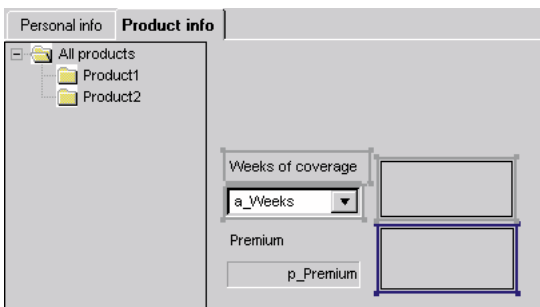 Personal info Product info
All products
Product1
Product2
Weeks of coverage
a_Weeks
Premium
p_Premium